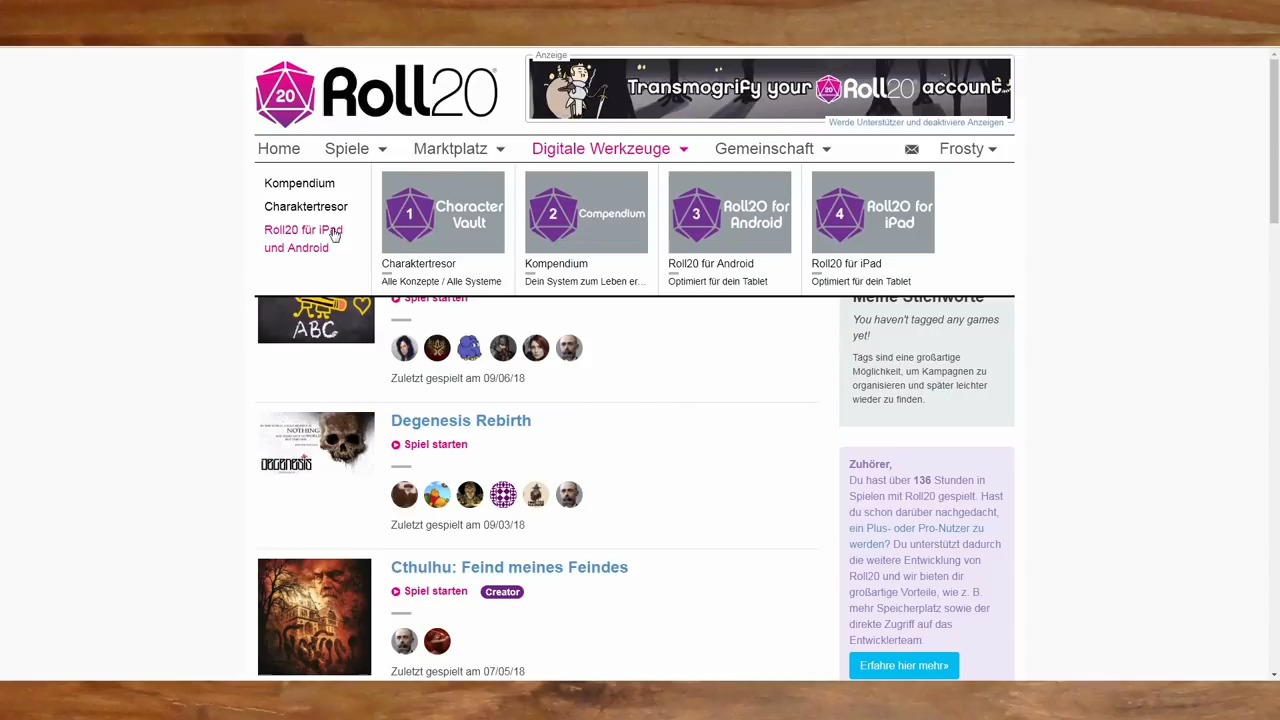 Anzeige
20 Roll20®
Transmogrify your Roll20 account
Werde Unterstützer und deaktiviere Anzeigen
Home Spiele Marktplatz Digitale Werkzeuge Gemeinschaft Frosty
Kompendium
Charaktertresor
Roll20 für iPad
und Android
1 Character
Vault
Charaktertresor
Alle Konzepte / Alle Systeme
2 Compendium
Kompendium
Dein System zum Leben er...
3 Roll20 for
Android
Roll20 für Android
Optimiert für dein Tablet
4 Roll20 for
iPad
Roll20 für iPad
Optimiert für dein Tablet
Spiel starten
ABC
Zuletzt gespielt am 09/06/18
NOTHING
DEGENESIS
Degenesis Rebirth
Spiel starten
Zuletzt gespielt am 09/03/18
Cthulhu: Feind meines Feindes
Spiel starten Creator
Zuletzt gespielt am 07/05/18
Meine Stichworte
You haven't tagged any games
yet!
Tags sind eine großartige
Möglichkeit, um Kampagnen zu
organisieren und später leichter
wieder zu finden.
Zuhörer,
Du hast über 136 Stunden in
Spielen mit Roll20 gespielt. Hast
du schon darüber nachgedacht,
ein Plus- oder Pro-Nutzer zu
werden? Du unterstützt dadurch
die weitere Entwicklung von
Roll20 und wir bieten dir
großartige Vorteile, wie z. B.
mehr Speicherplatz sowie der
direkte Zugriff auf das
Entwicklerteam.
Erfahre hier mehr»